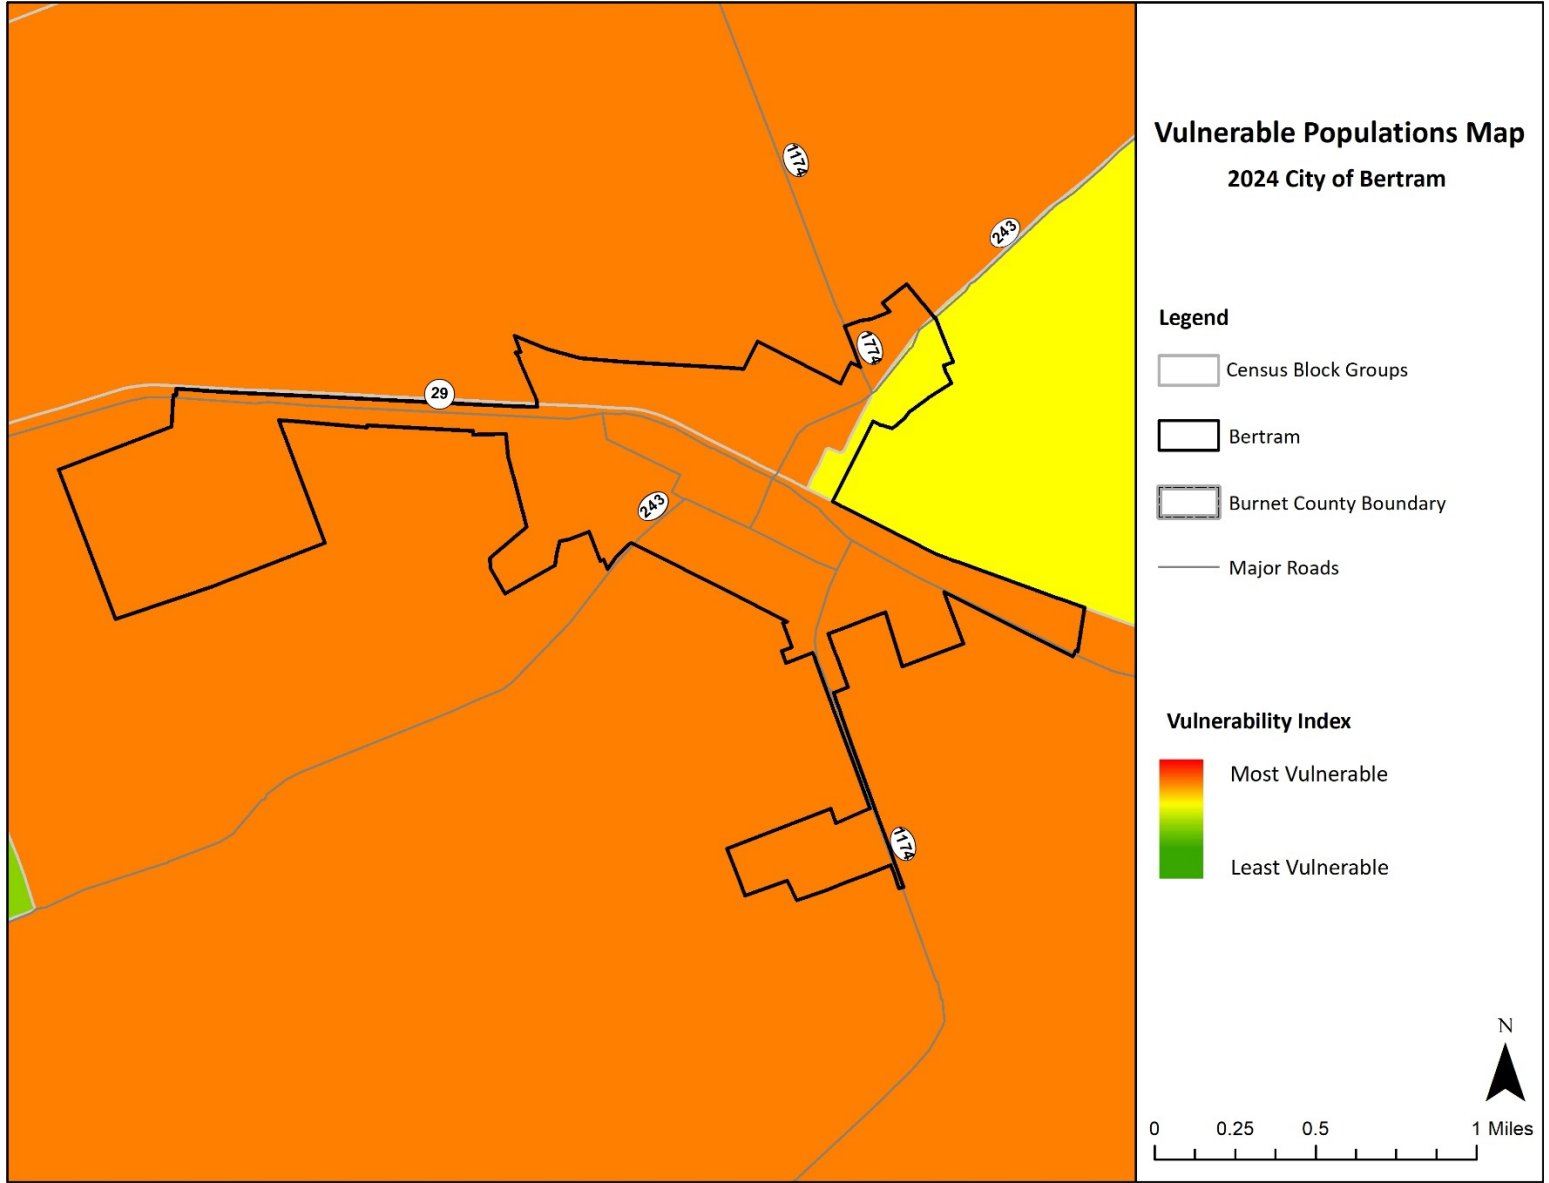 Vulnerable Populations Map
2024 City of Bertram
1174
243
1774
29
243
1174
Legend
Census Block Groups
Bertram
Burnet County Boundary
Major Roads
Vulnerability Index
Most Vulnerable
Least Vulnerable
N
0 0.25 0.5 1 Miles